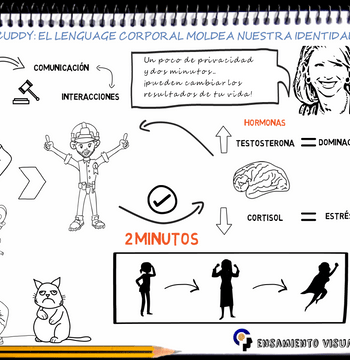 CUDDY: EL LENGUAGE CORPORAL MOLDEA NUESTRA IDENTIDA
COMUNICACIÓN
INTERACCIONES
Un poco de privacidad
y dos minutos..
¡pueden cambiar los
resultados de tu vida!
HORMONAS
TESTOSTERONA = DOMINAC
CORTISOL = ESTRÉS
2 MINUTOS
ENSAMIENTO VISUA